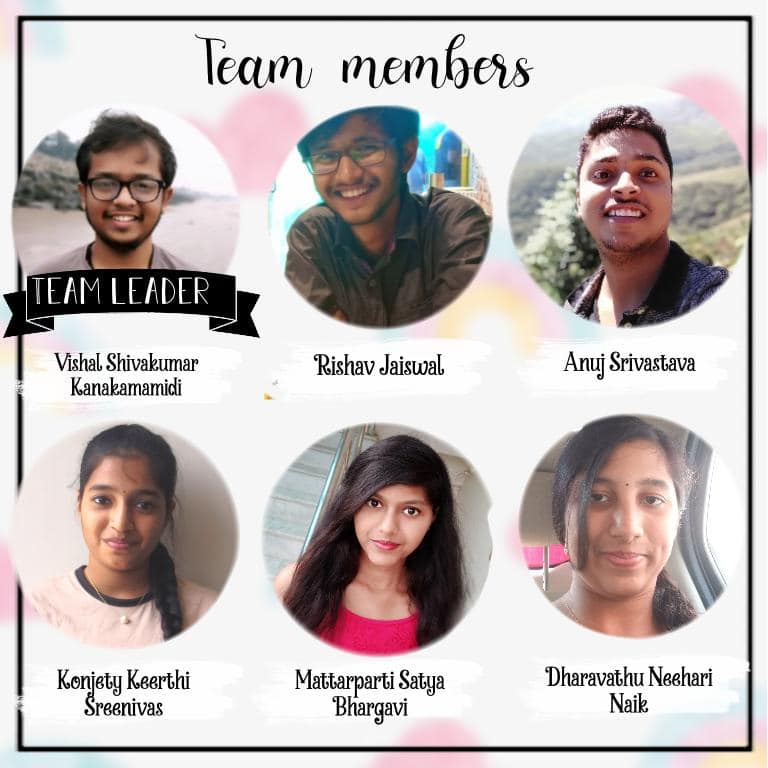 Team members
TEAM LEADER
Vishal Shivakumar
Kanakamamidi
Rishav Jaiswal
Anuj Srivastava
Konjety Keerthi
Sreenivas
Mattarparti Satya
Bhargavi
Dharavathu Neehari
Naik